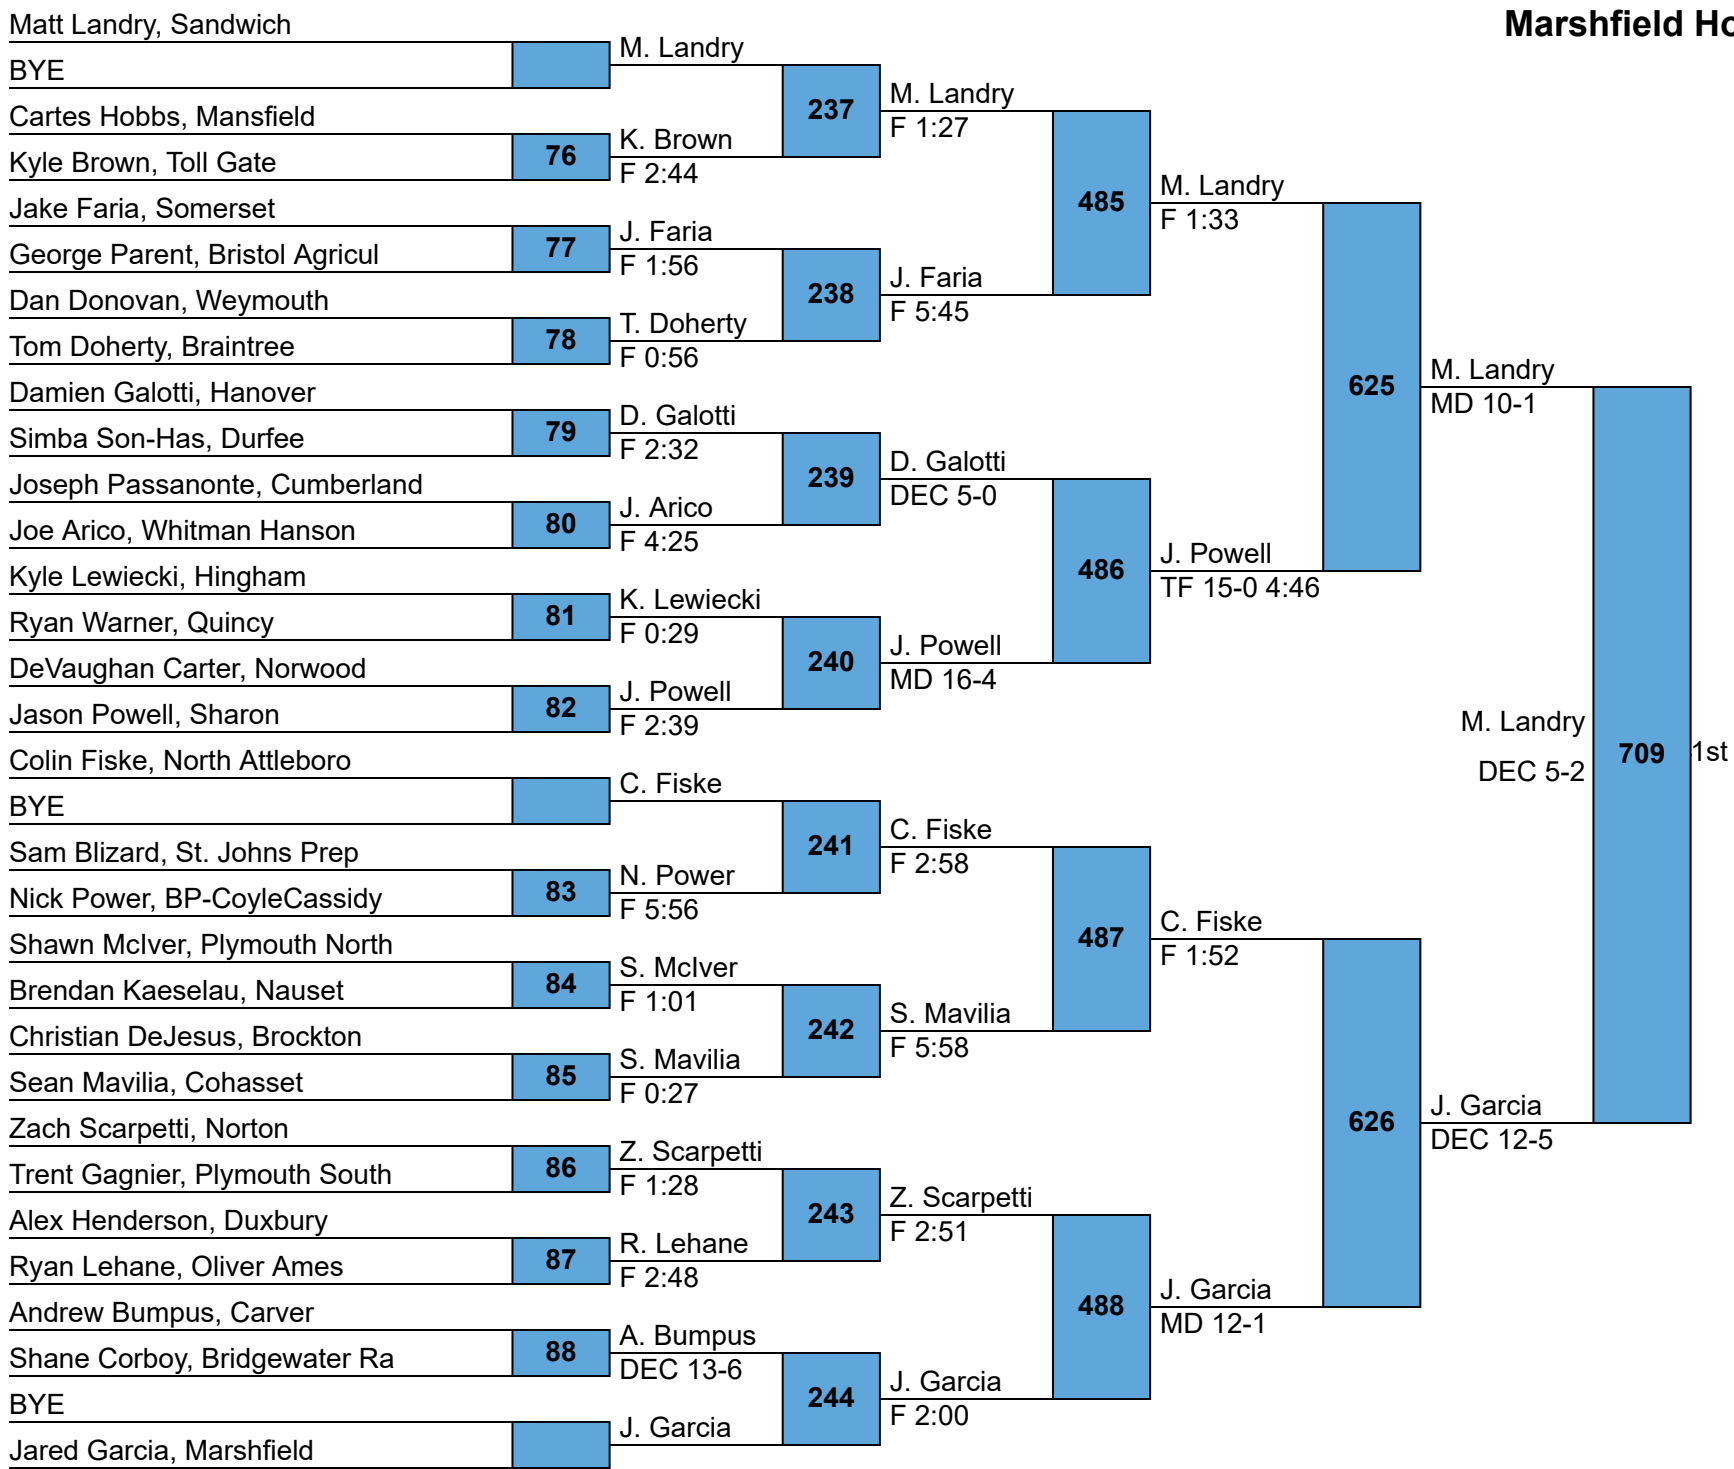 Marshfield Ho
Matt Landry, Sandwich
BYE
Cartes Hobbs, Mansfield
Kyle Brown, Toll Gate
Jake Faria, Somerset
George Parent, Bristol Agricul
Dan Donovan, Weymouth
Tom Doherty, Braintree
Damien Galotti, Hanover
Simba Son-Has, Durfee
Joseph Passanonte, Cumberland
Joe Arico, Whitman Hanson
Kyle Lewiecki, Hingham
Ryan Warner, Quincy
DeVaughan Carter, Norwood
Jason Powell, Sharon
Colin Fiske, North Attleboro
BYE
Sam Blizard, St. Johns Prep
Nick Power, BP-CoyleCassidy
Shawn McIver, Plymouth North
Brendan Kaeselau, Nauset
Christian DeJesus, Brockton
Sean Mavilia, Cohasset
Zach Scarpetti, Norton
Trent Gagnier, Plymouth South
Alex Henderson, Duxbury
Ryan Lehane, Oliver Ames
Andrew Bumpus, Carver
Shane Corboy, Bridgewater Ra
BYE
Jared Garcia, Marshfield
76
77
78
79
80
81
82
83
84
85
86
87
88
M. Landry
K. Brown
F 2:44
J. Faria
F 1:56
T. Doherty
F 0:56
D. Galotti
F 2:32
J. Arico
F 4:25
K. Lewiecki
F 0:29
J. Powell
F 2:39
C. Fiske
N. Power
F 5:56
S. McIver
F 1:01
S. Mavilia
F 0:27
Z. Scarpetti
F 1:28
R. Lehane
F 2:48
A. Bumpus
DEC 13-6
J. Garcia
237
238
239
240
241
242
243
244
M. Landry
F 1:27
J. Faria
F 5:45
D. Galotti
DEC 5-0
J. Powell
MD 16-4
C. Fiske
F 2:58
S. Mavilia
F 5:58
Z. Scarpetti
F 2:51
J. Garcia
F 2:00
485
486
487
488
M. Landry
F 1:33
J. Powell
TF 15-0 4:46
C. Fiske
F 1:52
J. Garcia
MD 12-1
625
626
M. Landry
MD 10-1
J. Garcia
DEC 12-5
M. Landry
DEC 5-2
709
1st